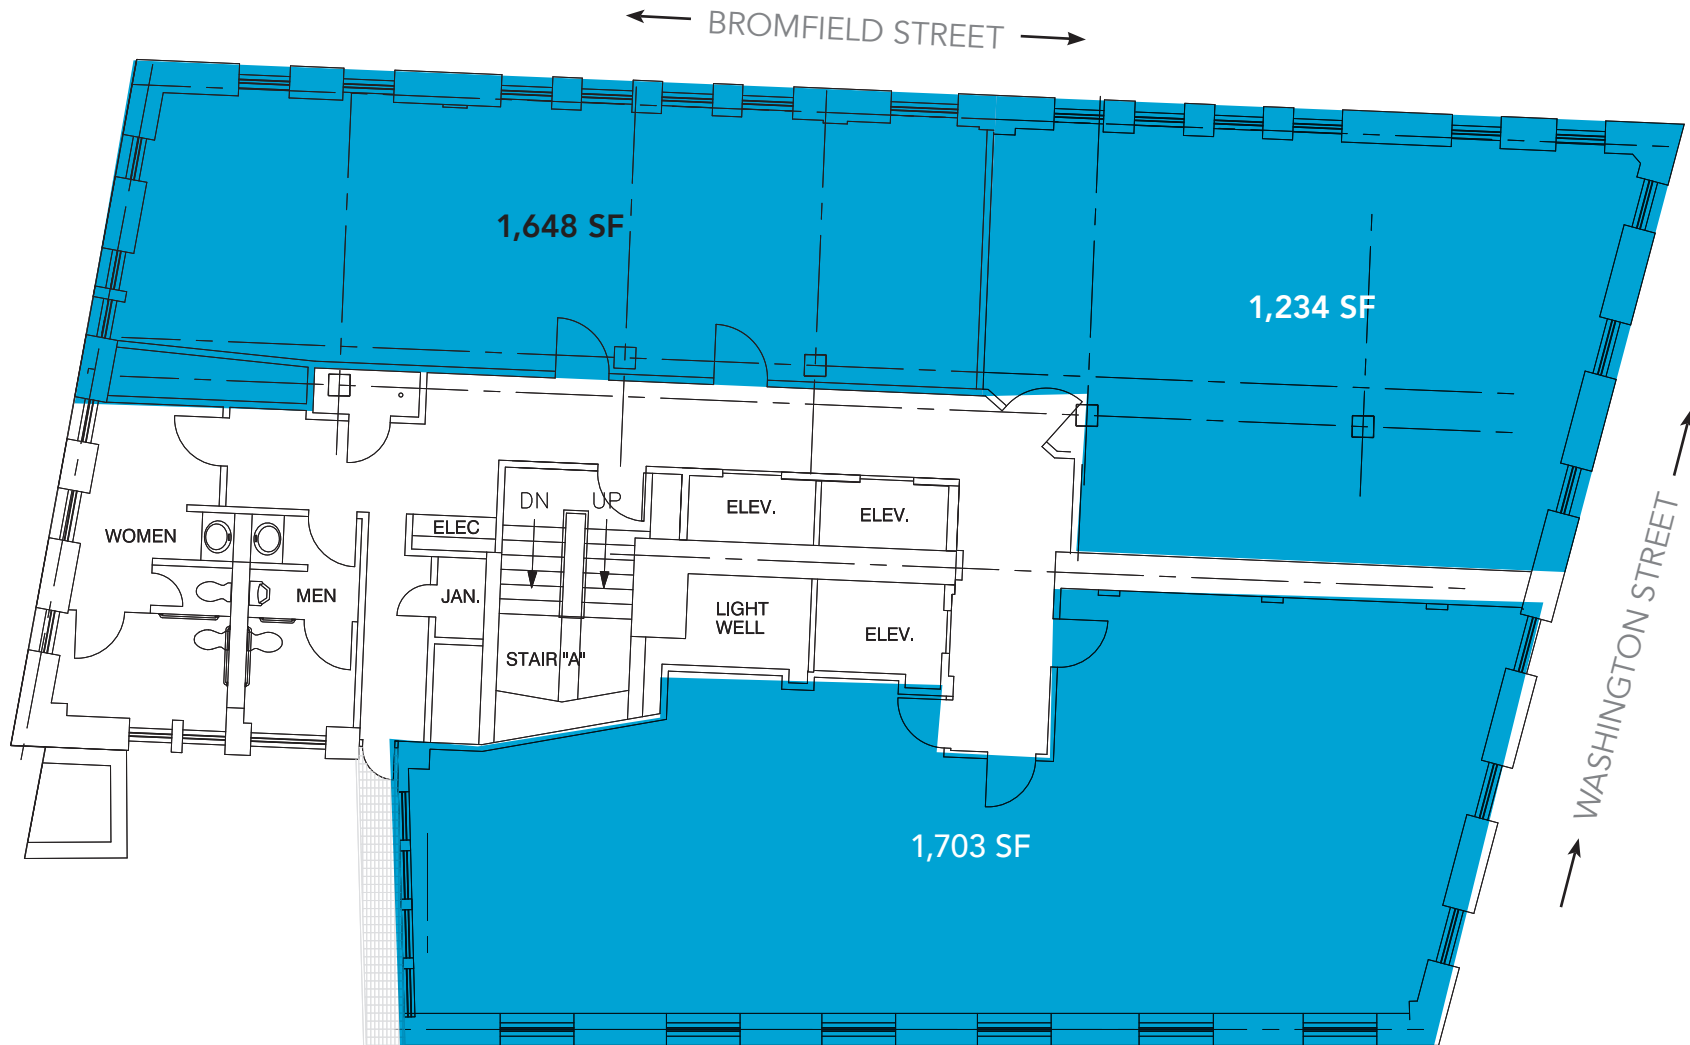 BROMFIELD STREET
1,648 SF
1,234 SF
DN
UP
ELEV.
ELEV.
ELEC
WOMEN
MEN
JAN.
LIGHT
WELL
ELEV.
STAIR "A"
WASHINGTON STREET
1,703 SF